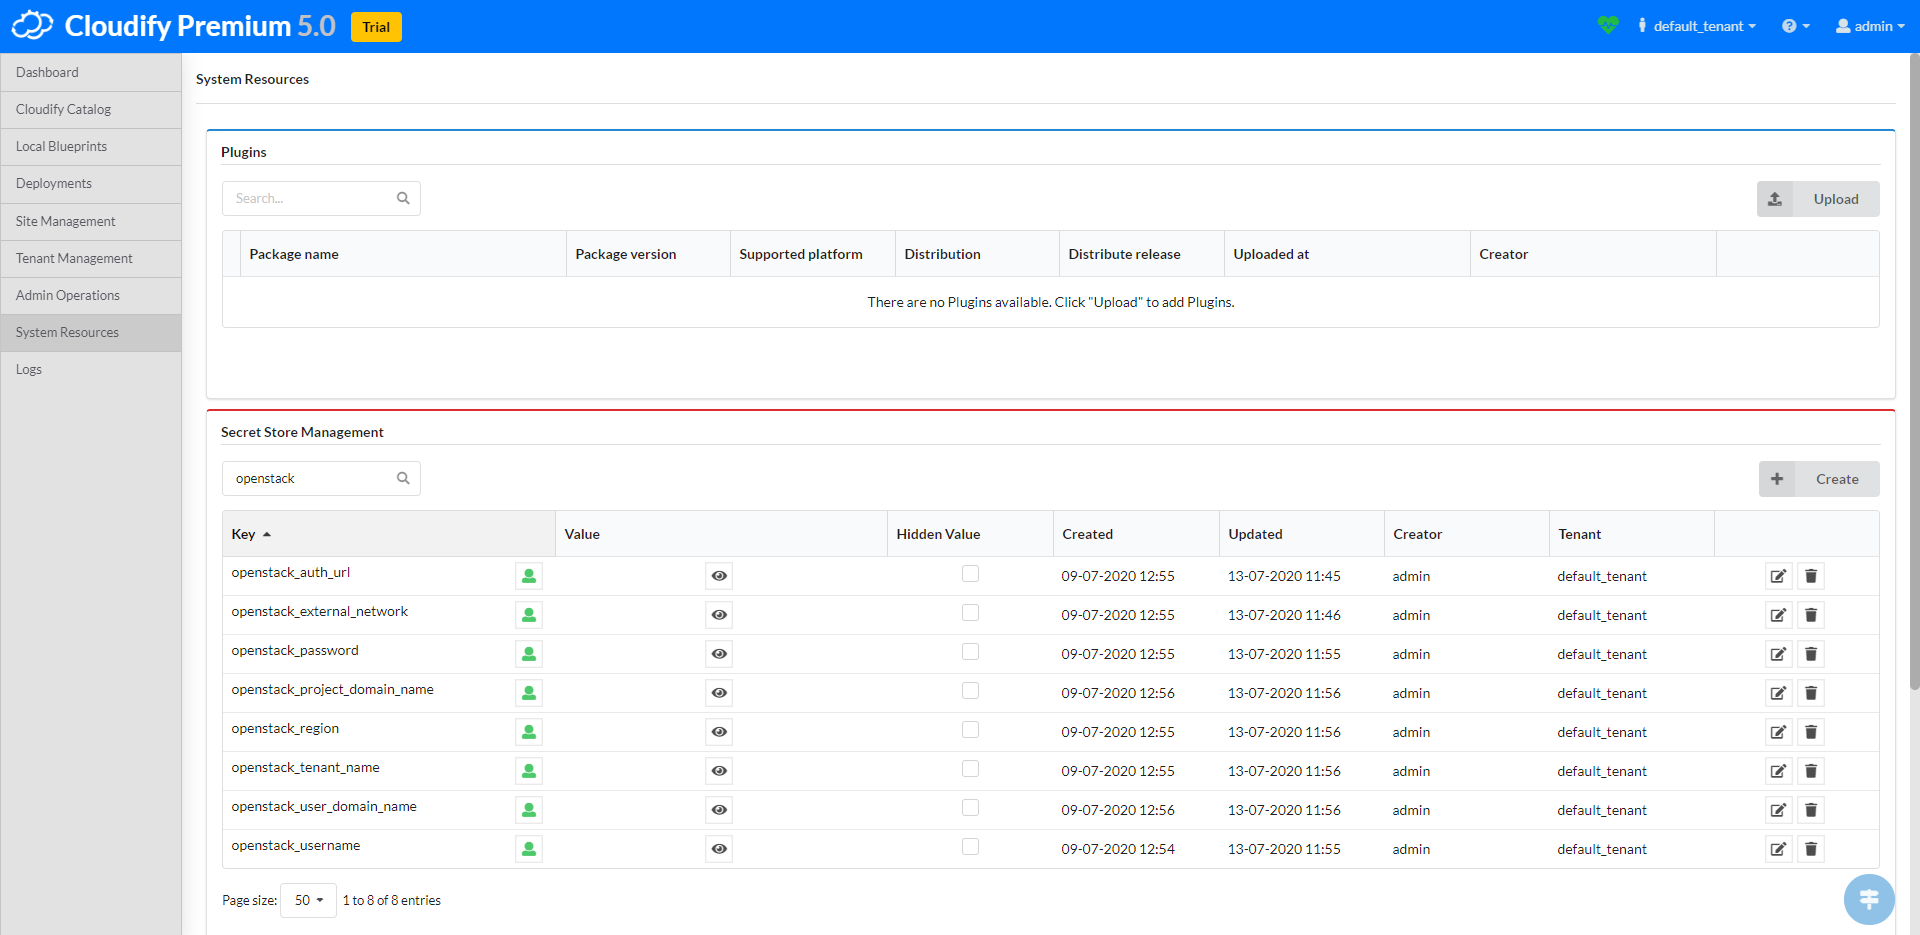 Cloudify Premium 5.0 Trial
default_tenant
admin
Dashboard
Cloudify Catalog
Local Blueprints
Deployments
Site Management
Tenant Management
Admin Operations
System Resources
Logs
System Resources
Plugins
Search...
Upload
Package name Package version Supported platform Distribution Distribute release Uploaded at Creator
There are no Plugins available. Click "Upload" to add Plugins.
Secret Store Management
openstack
Create
Key Value Hidden Value Created Updated Creator Tenant
openstack_auth_url 09-07-2020 12:55 13-07-2020 11:45 admin default_tenant
openstack_external_network 09-07-2020 12:55 13-07-2020 11:46 admin default_tenant
openstack_password 09-07-2020 12:55 13-07-2020 11:55 admin default_tenant
openstack_project_domain_name 09-07-2020 12:56 13-07-2020 11:56 admin default_tenant
openstack_region 09-07-2020 12:55 13-07-2020 11:56 admin default_tenant
openstack_tenant_name 09-07-2020 12:55 13-07-2020 11:56 admin default_tenant
openstack_user_domain_name 09-07-2020 12:56 13-07-2020 11:56 admin default_tenant
openstack_username 09-07-2020 12:54 13-07-2020 11:55 admin default_tenant
Page size: 50 1 to 8 of 8 entries